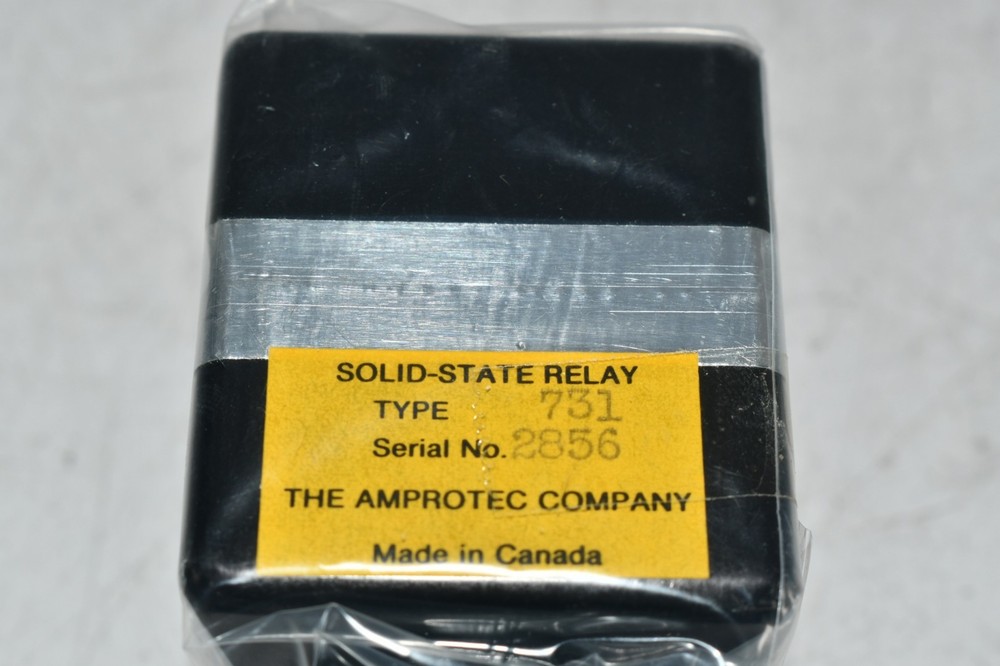 SOLID-STATE RELAY
TYPE 731
Serial No. 2856
THE AMPROTEC COMPANY
Made in Canada